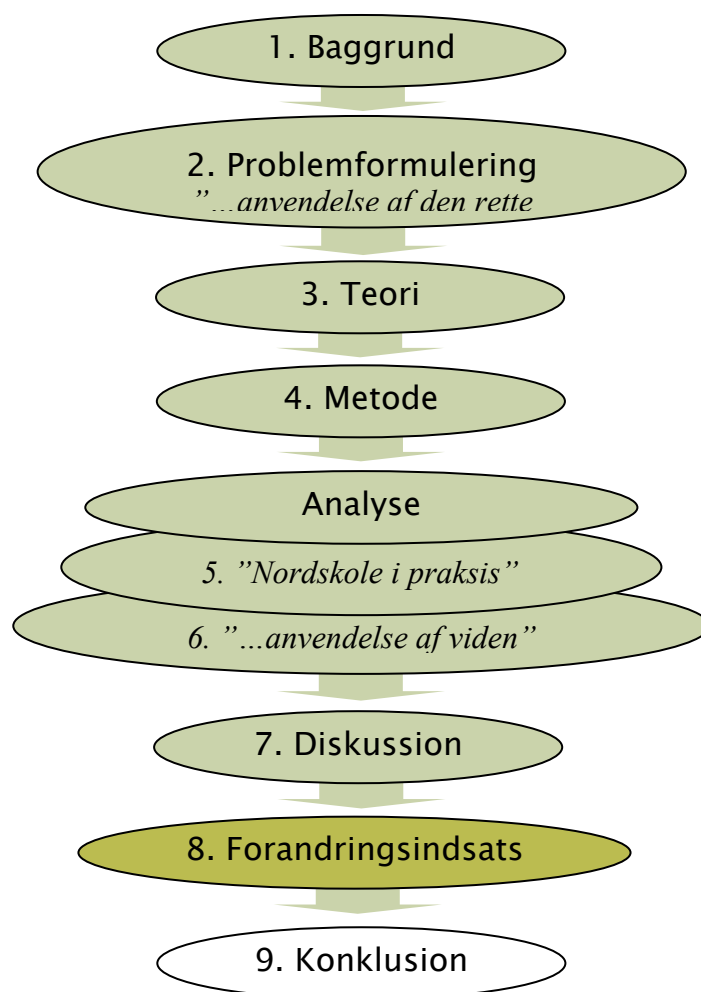 1. Baggrund
2. Problemformulering
”…anvendelse af den rette
3. Teori
4. Metode
Analyse
5. ”Nordskole i praksis”
6. ”…anvendelse af viden”
7. Diskussion
8. Forandringsindsats
9. Konklusion